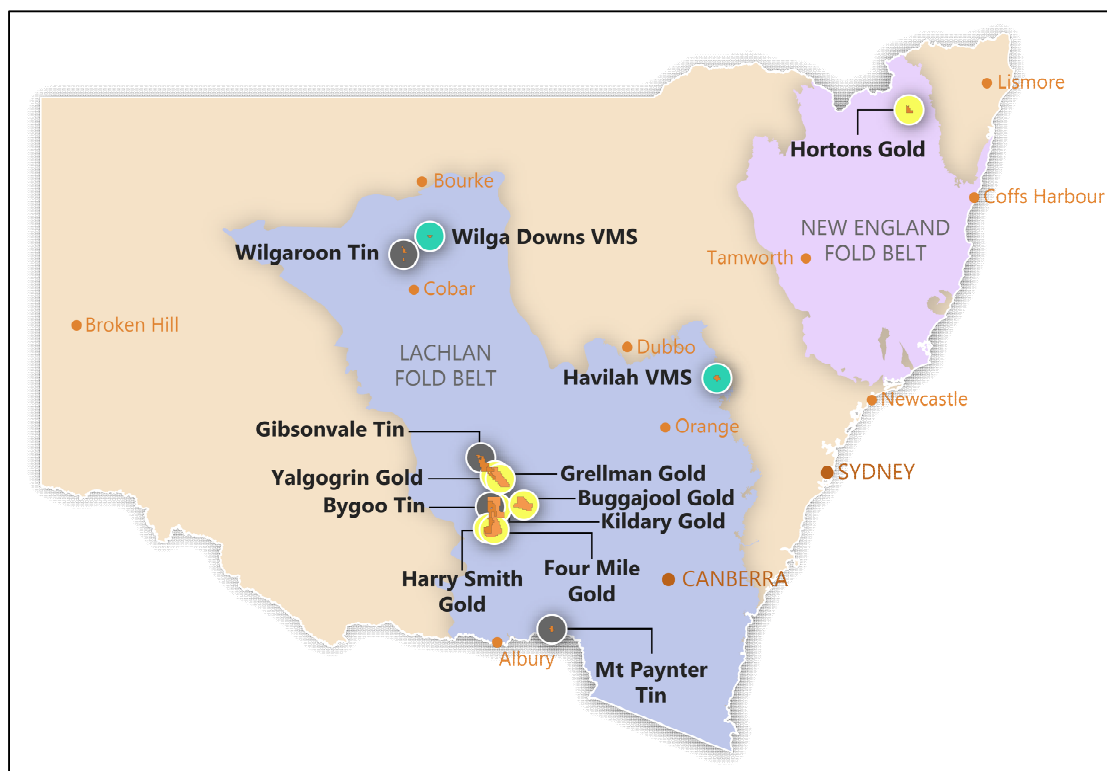 Lismore
Hortons Gold
Bourke
Coffs Harbour
Wilga Downs VMS
Wilgaroon Tin
NEW ENGLAND
FOLD BELT
Tamworth
Cobar
Broken Hill
Dubbo
LACHLAN
FOLD BELT
Havilah VMS
Newcastle
Orange
Gibsonvale Tin
SYDNEY
Yalgogrin Gold
Grellman Gold
Bygoo Tin
Buggajool Gold
Kildary Gold
Harry Smith
Gold
Four Mile
Gold
CANBERRA
Albury
Mt Paynter
Tin